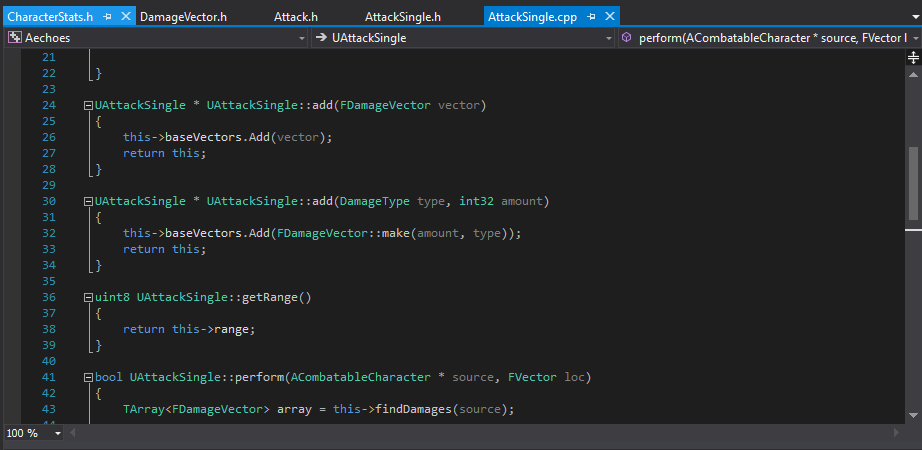 CharacterStats.h DamageVector.h Attack.h AttackSingle.h AttackSingle.cpp
Aechoes UAttackSingle perform(ACombatableCharacter * source, FVector l
21
22 }
23
24 UAttackSingle * UAttackSingle::add(FDamageVector vector)
25 {
26 this->baseVectors.Add(vector);
27 return this;
28 }
29
30 UAttackSingle * UAttackSingle::add(DamageType type, int32 amount)
31 {
32 this->baseVectors.Add(FDamageVector::make(amount, type));
33 return this;
34 }
35
36 uint8 UAttackSingle::getRange()
37 {
38 return this->range;
39 }
40
41 bool UAttackSingle::perform(ACombatableCharacter * source, FVector loc)
42 {
43 TArray<FDamageVector> array = this->findDamages(source);
100 %